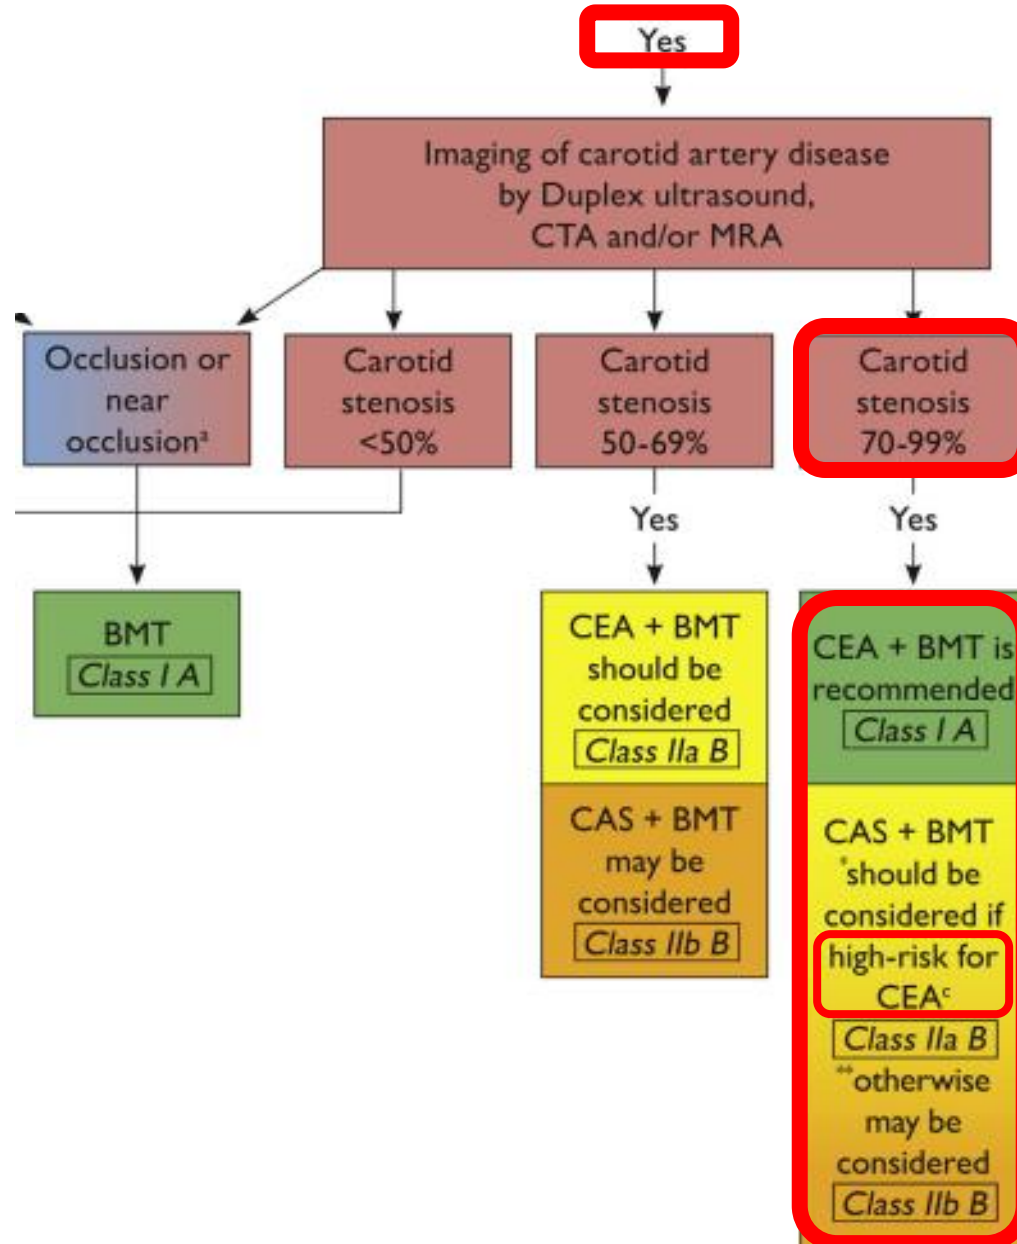 Yes
Imaging of carotid artery disease
by Duplex ultrasound,
CTA and/or MRA
Occlusion or
near
occlusionᵃ
Carotid
stenosis
<50%
Carotid
stenosis
50-69%
Carotid
stenosis
70-99%
Yes
Yes
BMT
Class I A
CEA + BMT
should be
considered
Class IIa B
CAS + BMT
may be
considered
Class IIb B
CEA + BMT is
recommended
Class I A
CAS + BMT
*should be
considered if
high-risk for
CEAᶜ
Class IIa B
**otherwise
may be
considered
Class IIb B